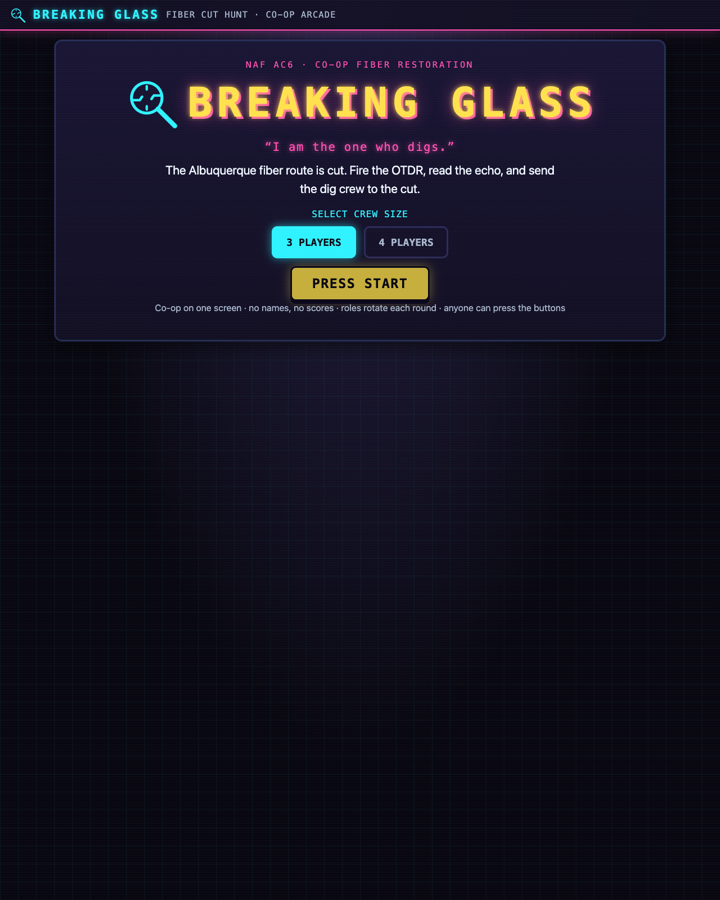 BREAKING GLASS FIBER CUT HUNT · CO-OP ARCADE
NAF AC6 · CO-OP FIBER RESTORATION
BREAKING GLASS
“I am the one who digs.”
The Albuquerque fiber route is cut. Fire the OTDR, read the echo, and send
the dig crew to the cut.
SELECT CREW SIZE
3 PLAYERS 4 PLAYERS
PRESS START
Co-op on one screen · no names, no scores · roles rotate each round · anyone can press the buttons